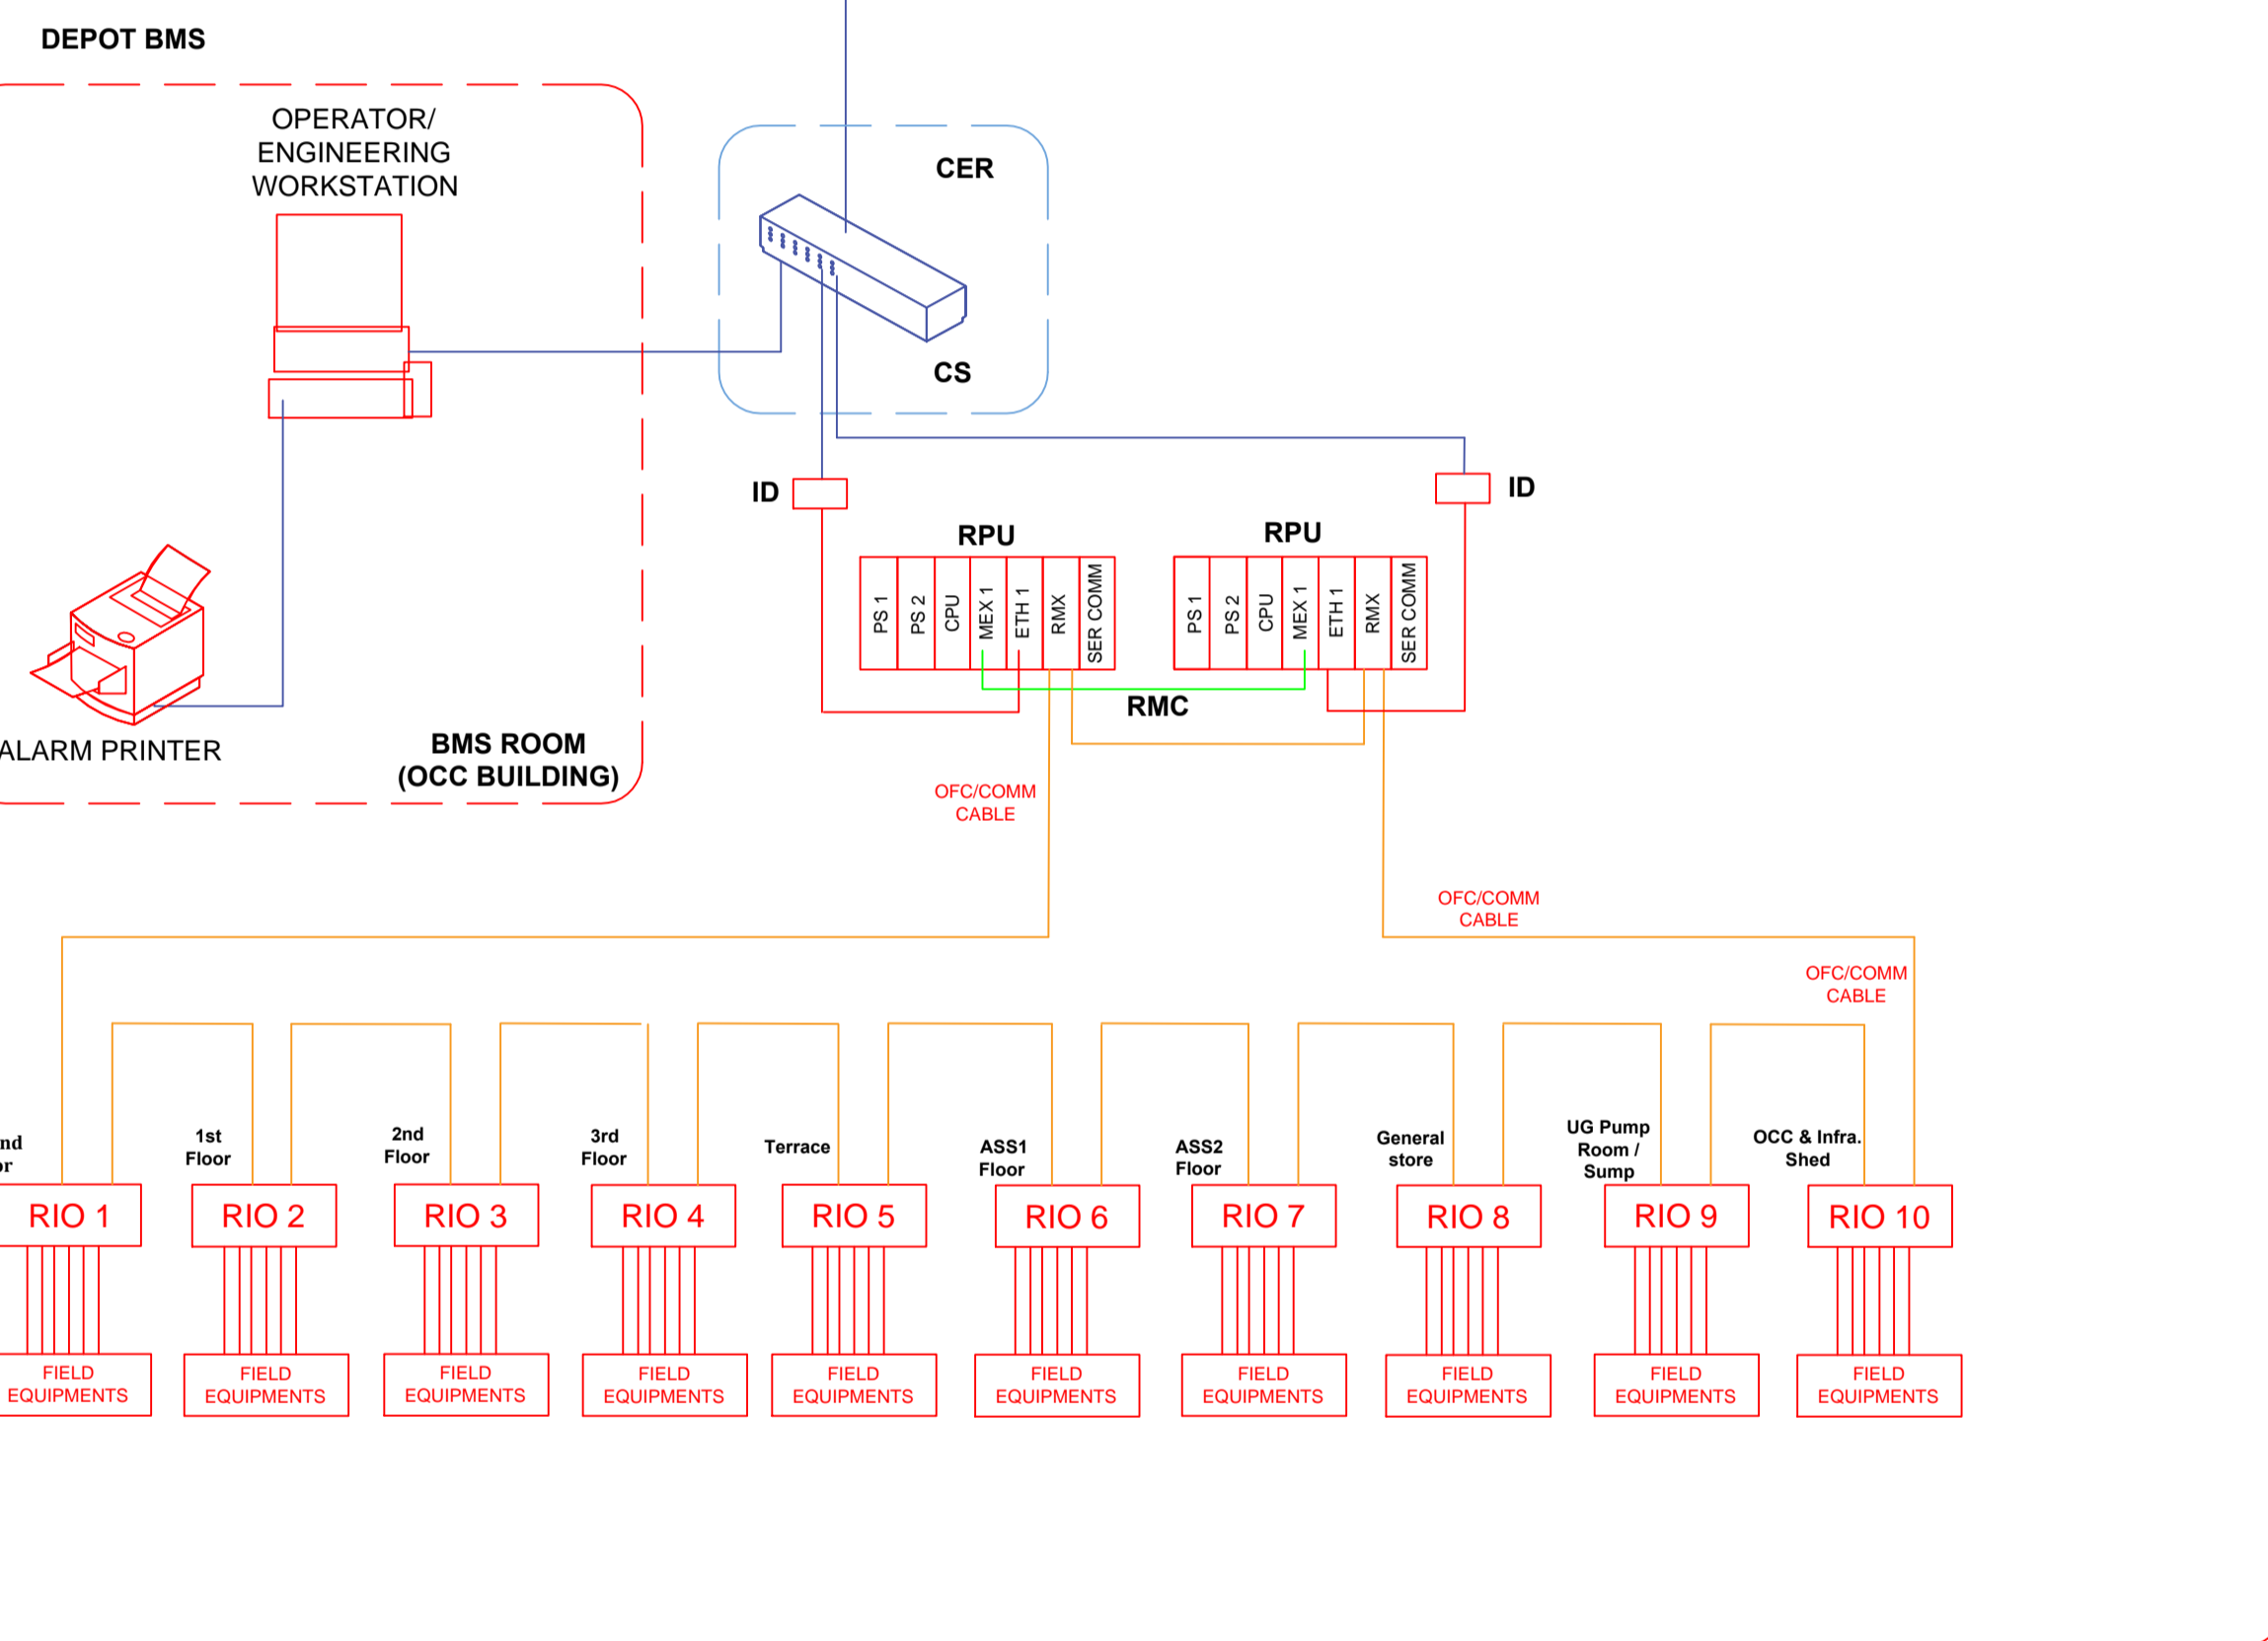 DEPOT BMS
OPERATOR/
ENGINEERING
WORKSTATION
CER
CS
ID
ID
RPU
RPU
PS 1
PS 2
CPU
MEX 1
ETH 1
RMX
SER COMM
PS 1
PS 2
CPU
MEX 1
ETH 1
RMX
SER COMM
RMC
ALARM PRINTER
BMS ROOM
(OCC BUILDING)
OFC/COMM
CABLE
OFC/COMM
CABLE
OFC/COMM
CABLE
1st
Floor
2nd
Floor
3rd
Floor
Terrace
ASS1
Floor
ASS2
Floor
General
store
UG Pump
Room /
Sump
OCC & Infra.
Shed
RIO 1
RIO 2
RIO 3
RIO 4
RIO 5
RIO 6
RIO 7
RIO 8
RIO 9
RIO 10
FIELD
EQUIPMENTS
FIELD
EQUIPMENTS
FIELD
EQUIPMENTS
FIELD
EQUIPMENTS
FIELD
EQUIPMENTS
FIELD
EQUIPMENTS
FIELD
EQUIPMENTS
FIELD
EQUIPMENTS
FIELD
EQUIPMENTS
FIELD
EQUIPMENTS